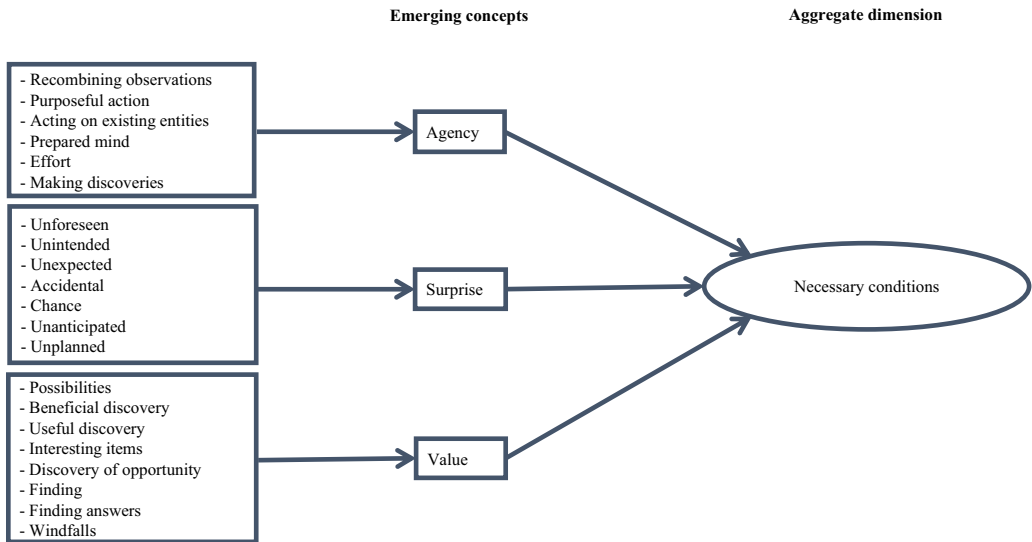 Emerging concepts
Aggregate dimension
- Recombining observations
- Purposeful action
- Acting on existing entities
- Prepared mind
- Effort
- Making discoveries
Agency
- Unforeseen
- Unintended
- Unexpected
- Accidental
- Chance
- Unanticipated
- Unplanned
Surprise
Necessary conditions
- Possibilities
- Beneficial discovery
- Useful discovery
- Interesting items
- Discovery of opportunity
- Finding
- Finding answers
- Windfalls
Value